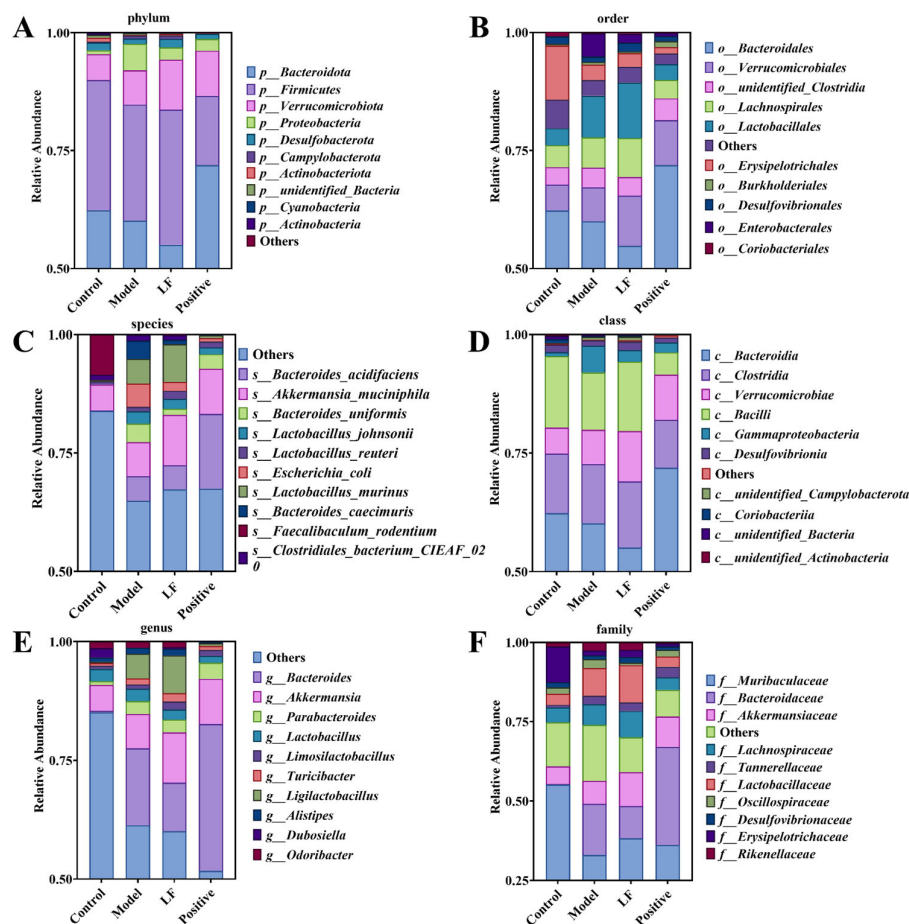 A
phylum
Relative Abundance
1.00
0.75
0.50
Control
Model
LF
Positive
p__Bacteroidota
p__Firmicutes
p__Verrucomicrobiota
p__Proteobacteria
p__Desulfobacterota
p__Campylobacterota
p__Actinobacteriota
p__unidentified_Bacteria
p__Cyanobacteria
p__Actinobacteria
Others
B
order
Relative Abundance
1.00
0.75
0.50
Control
Model
LF
Positive
o__Bacteroidales
o__Verrucomicrobiales
o__unidentified_Clostridia
o__Lachnospirales
o__Lactobacillales
Others
o__Erysipelotrichales
o__Burkholderiales
o__Desulfovibrionales
o__Enterobacterales
o__Coriobacteriales
C
species
Relative Abundance
1.00
0.75
0.50
Control
Model
LF
Positive
Others
s__Bacteroides_acidifaciens
s__Akkermansia_muciniphila
s__Bacteroides_uniformis
s__Lactobacillus_johnsonii
s__Lactobacillus_reuteri
s__Escherichia_coli
s__Lactobacillus_murinus
s__Bacteroides_caecimuris
s__Faecalibaculum_rodentium
s__Clostridiales_bacterium_CIEAF_02
0
D
class
Relative Abundance
1.00
0.75
0.50
Control
Model
LF
Positive
c__Bacteroidia
c__Clostridia
c__Verrucomicrobiae
c__Bacilli
c__Gammaproteobacteria
c__Desulfovibrionia
Others
c__unidentified_Campylobacterota
c__Coriobacteriia
c__unidentified_Bacteria
c__unidentified_Actinobacteria
E
genus
Relative Abundance
1.00
0.75
0.50
Control
Model
LF
Positive
Others
g__Bacteroides
g__Akkermansia
g__Parabacteroides
g__Lactobacillus
g__Limosilactobacillus
g__Turicibacter
g__Ligilactobacillus
g__Alistipes
g__Dubosiella
g__Odoribacter
F
family
Relative Abundance
1.00
0.75
0.50
0.25
Control
Model
LF
Positive
f__Muribaculaceae
f__Bacteroidaceae
f__Akkermansiaceae
Others
f__Lachnospiraceae
f__Tannerellaceae
f__Lactobacillaceae
f__Oscillospiraceae
f__Desulfovibrionaceae
f__Erysipelotrichaceae
f__Rikenellaceae